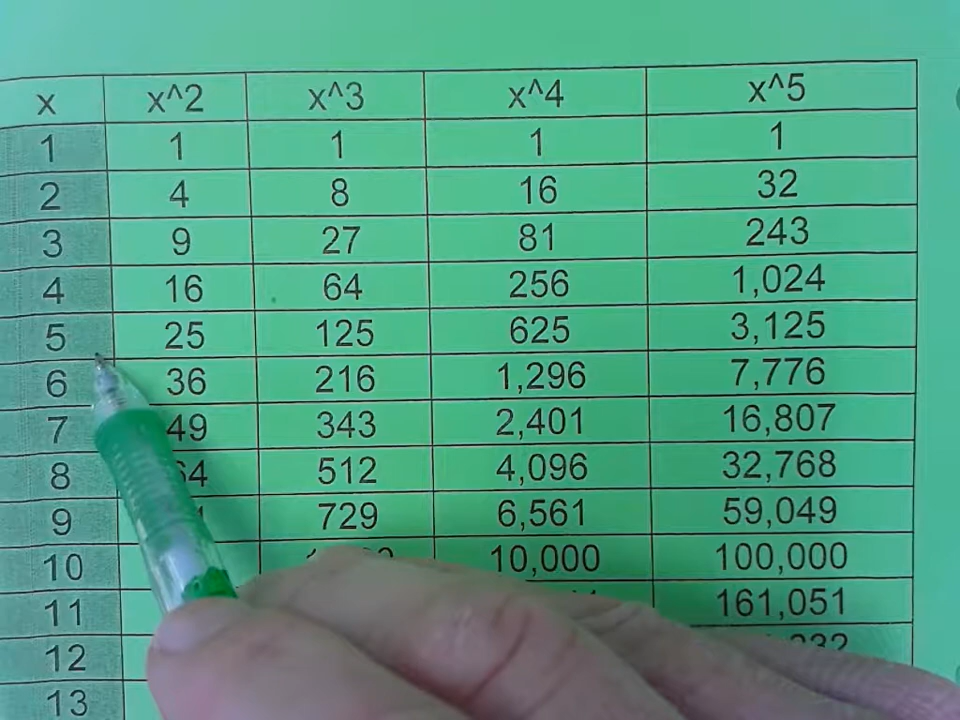 x x^2 x^3 x^4 x^5
1 1 1 1 1
2 4 8 16 32
3 9 27 81 243
4 16 64 256 1,024
5 25 125 625 3,125
6 36 216 1,296 7,776
7 49 343 2,401 16,807
8 512 4,096 32,768
9 729 6,561 59,049
10 10,000 100,000
11 161,051
12
13